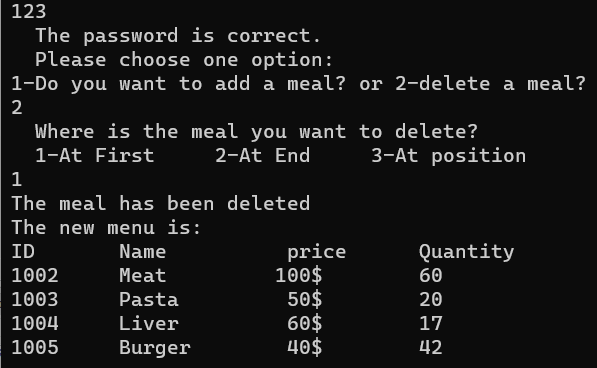 123
The password is correct.
Please choose one option:
1-Do you want to add a meal? or 2-delete a meal?
2
Where is the meal you want to delete?
1-At First 2-At End 3-At position
1
The meal has been deleted
The new menu is:
ID Name price Quantity
1002 Meat 100$ 60
1003 Pasta 50$ 20
1004 Liver 60$ 17
1005 Burger 40$ 42